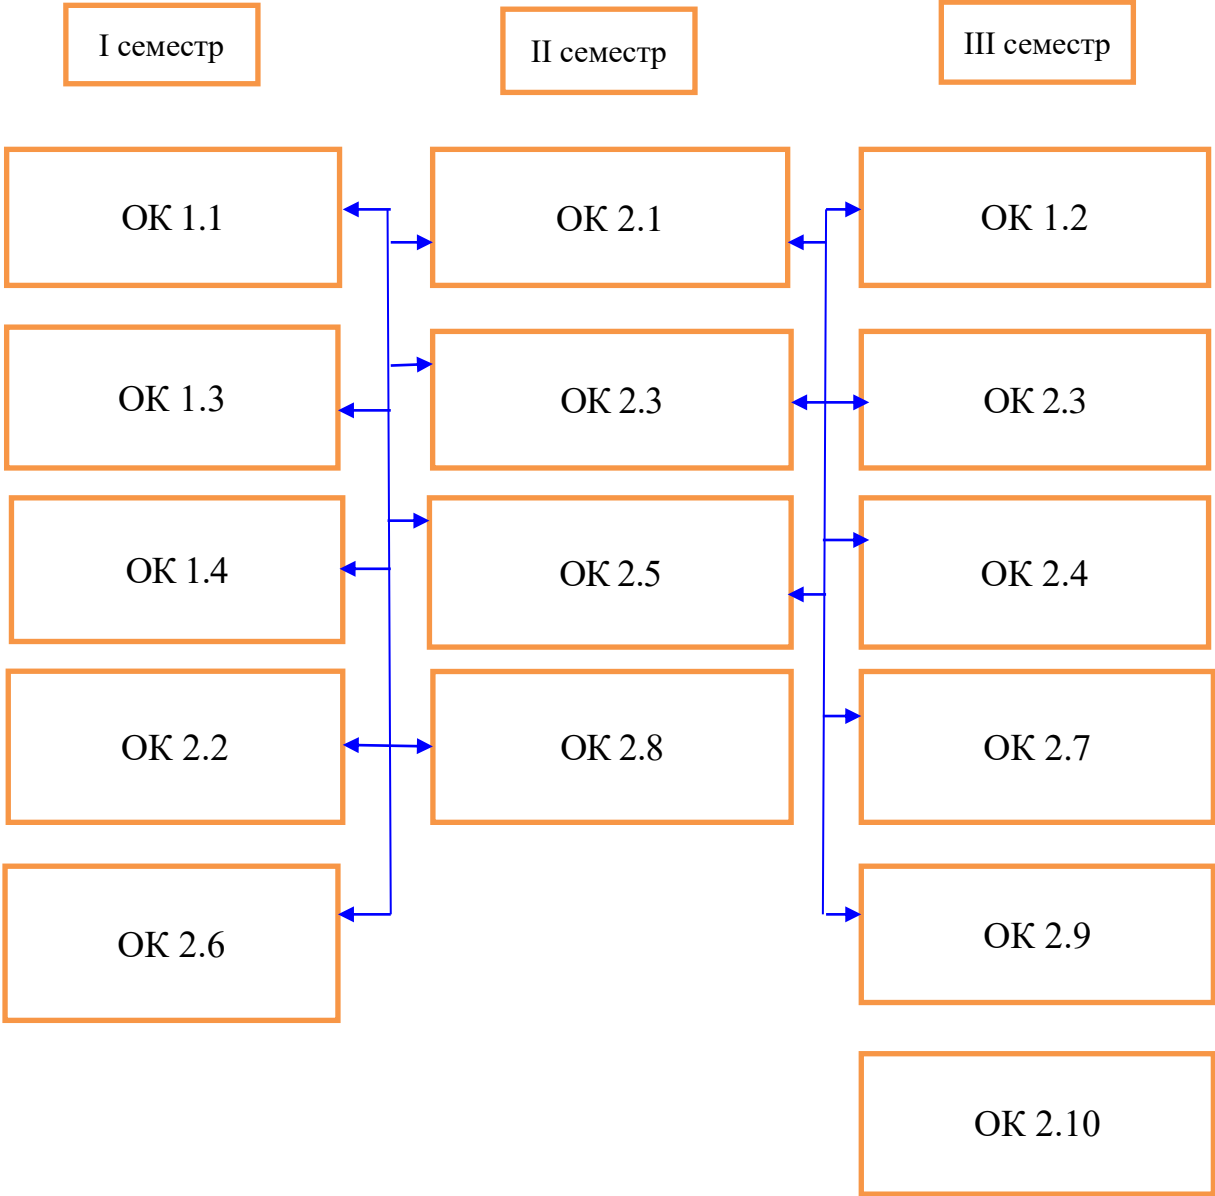 І семестр
ІІ семестр
ІІІ семестр
ОК 1.1
ОК 2.1
ОК 1.2
ОК 1.3
ОК 2.3
ОК 2.3
ОК 1.4
ОК 2.5
ОК 2.4
ОК 2.2
ОК 2.8
ОК 2.7
ОК 2.6
ОК 2.9
ОК 2.10